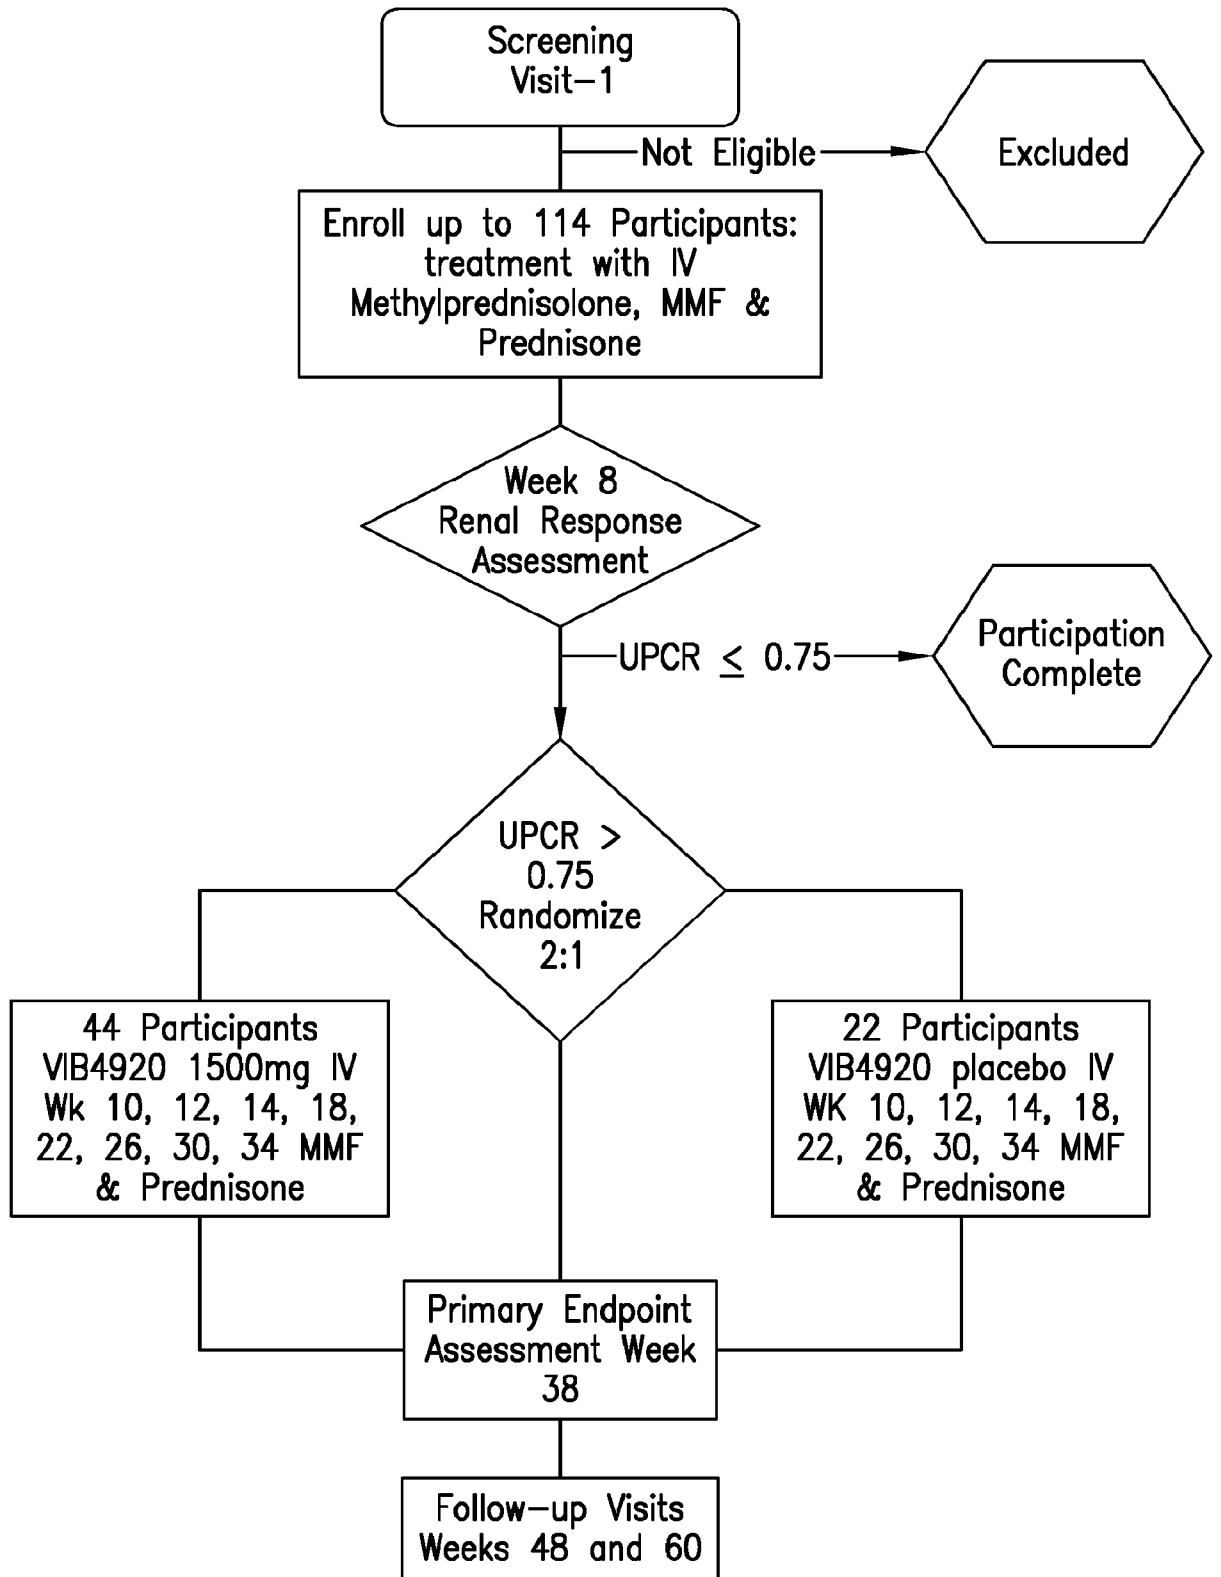 Screening
Visit-1
Not Eligible
Excluded
Enroll up to 114 Participants:
treatment with IV
Methylprednisolone, MMF &
Prednisone
Week 8
Renal Response
Assessment
UPCR ≤ 0.75
Participation
Complete
UPCR >
0.75
Randomize
2:1
44 Participants
VIB4920 1500mg IV
Wk 10, 12, 14, 18,
22, 26, 30, 34 MMF
& Prednisone
22 Participants
VIB4920 placebo IV
WK 10, 12, 14, 18,
22, 26, 30, 34 MMF
& Prednisone
Primary Endpoint
Assessment Week
38
Follow-up Visits
Weeks 48 and 60